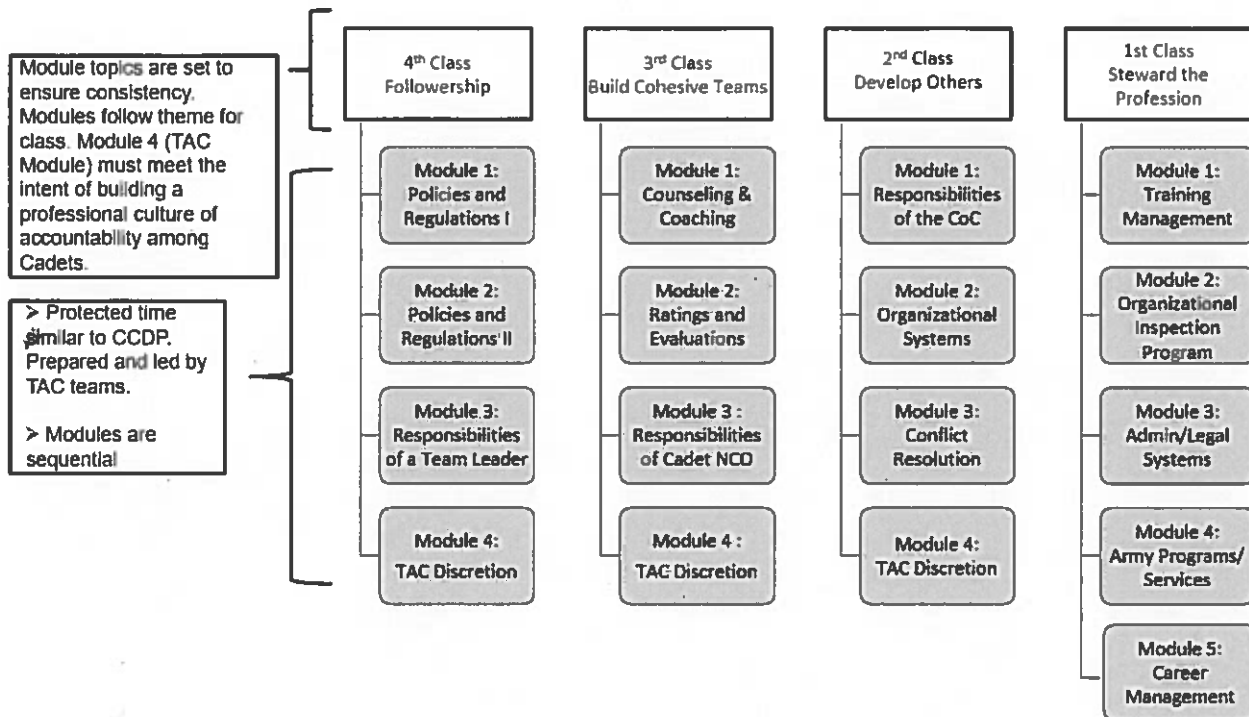 Module topics are set to
ensure consistency.
Modules follow theme for
class. Module 4 (TAC
Module) must meet the
intent of building a
professional culture of
accountability among
Cadets.
> Protected time
similar to CCDP.
Prepared and led by
TAC teams.
> Modules are
sequential
4th Class
Followership
Module 1:
Policies and
Regulations I
Module 2:
Policies and
Regulations II
Module 3:
Responsibilities
of a Team Leader
Module 4:
TAC Discretion
3rd Class
Build Cohesive Teams
Module 1:
Counseling &
Coaching
Module 2:
Ratings and
Evaluations
Module 3 :
Responsibilities
of Cadet NCO
Module 4 :
TAC Discretion
2nd Class
Develop Others
Module 1:
Responsibilities
of the CoC
Module 2:
Organizational
Systems
Module 3:
Conflict
Resolution
Module 4:
TAC Discretion
1st Class
Steward the
Profession
Module 1:
Training
Management
Module 2:
Organizational
Inspection
Program
Module 3:
Admin/Legal
Systems
Module 4:
Army Programs/
Services
Module 5:
Career
Management